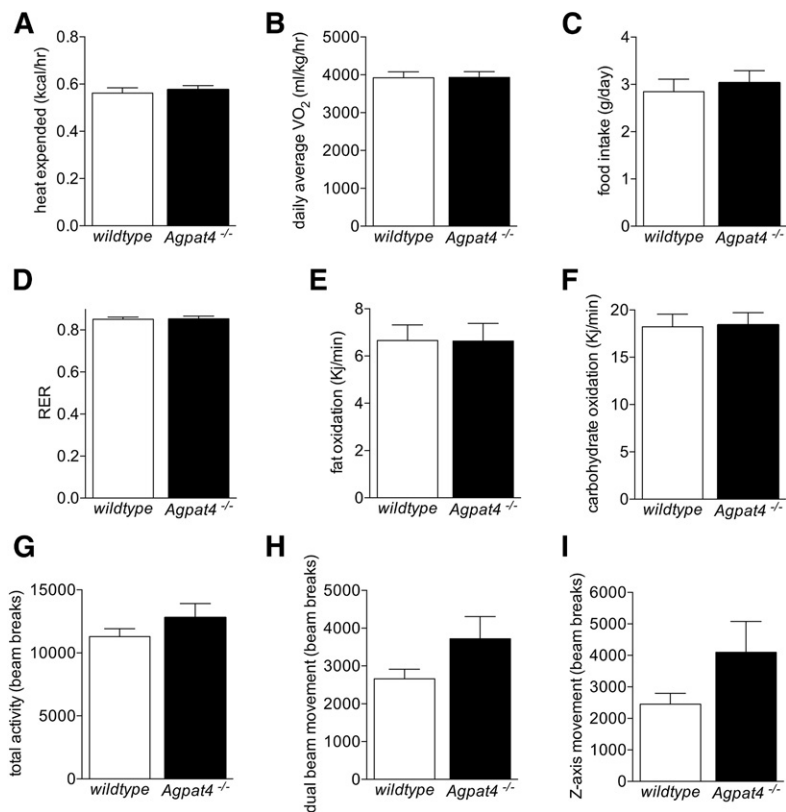 A
heat expended (kcal/hr)
0.8
0.6
0.4
0.2
0.0
wildtype Agpat4 -/-
B
daily average VO2 (ml/kg/hr)
5000
4000
3000
2000
1000
0
wildtype Agpat4 -/-
C
food intake (g/day)
4
3
2
1
0
wildtype Agpat4 -/-
D
RER
0.8
0.6
0.4
0.2
0.0
wildtype Agpat4 -/-
E
fat oxidation (Kj/min)
8
6
4
2
0
wildtype Agpat4 -/-
F
carbohydrate oxidation (Kj/min)
20
15
10
5
0
wildtype Agpat4 -/-
G
total activity (beam breaks)
15000
10000
5000
0
wildtype Agpat4 -/-
H
dual beam movement (beam breaks)
5000
4000
3000
2000
1000
0
wildtype Agpat4 -/-
I
Z-axis movement (beam breaks)
6000
5000
4000
3000
2000
1000
0
wildtype Agpat4 -/-